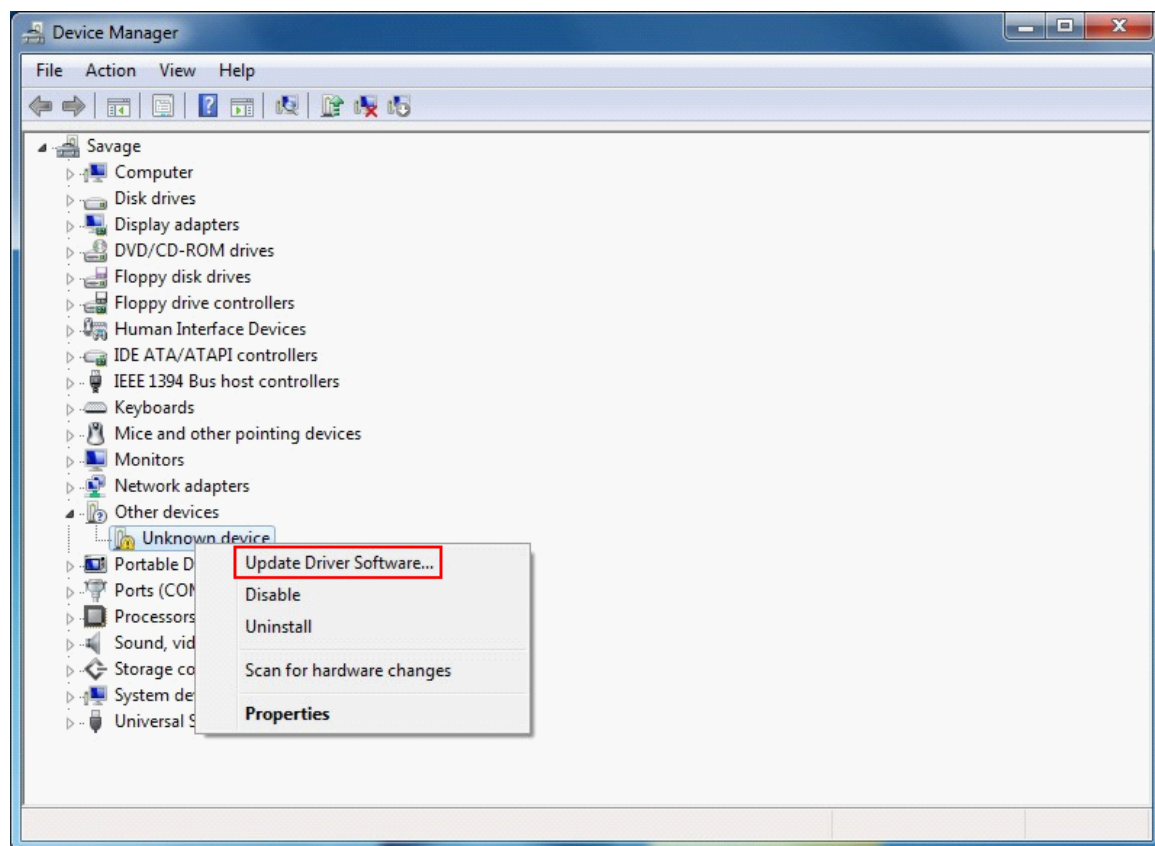 Device Manager
File Action View Help
Savage
Computer
Disk drives
Display adapters
DVD/CD-ROM drives
Floppy disk drives
Floppy drive controllers
Human Interface Devices
IDE ATA/ATAPI controllers
IEEE 1394 Bus host controllers
Keyboards
Mice and other pointing devices
Monitors
Network adapters
Other devices
Unknown device
Portable D
Update Driver Software...
Ports (COM
Disable
Processors
Uninstall
Sound, vid
Storage co
Scan for hardware changes
System de
Universal S
Properties